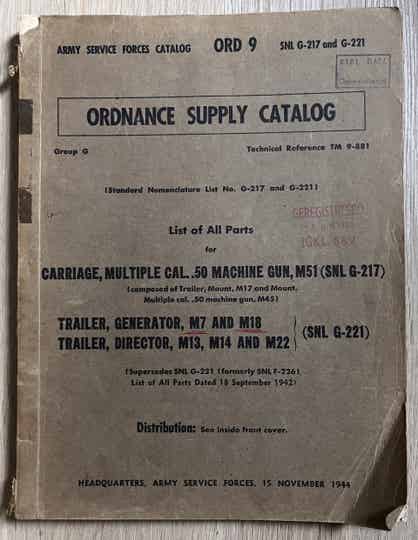 ARMY SERVICE FORCES CATALOG ORD 9 SNL G-217 and G-221
ORDNANCE SUPPLY CATALOG
Group G Technical Reference TM 9-881
(Standard Nomenclature List No. G-217 and G-221)
GEREGISTREERD
List of All Parts
for
CARRIAGE, MULTIPLE CAL. .50 MACHINE GUN, M51 (SNL G-217)
(composed of Trailer, Mount, M17 and Mount,
Multiple cal. .50 machine gun, M45)
TRAILER, GENERATOR, M7 AND M18
TRAILER, DIRECTOR, M13, M14 AND M22
(SNL G-221)
(Supersedes SNL G-221 (formerly SNL F-226)
List of All Parts Dated 18 September 1942)
Distribution: See inside front cover.
HEADQUARTERS, ARMY SERVICE FORCES, 15 NOVEMBER 1944